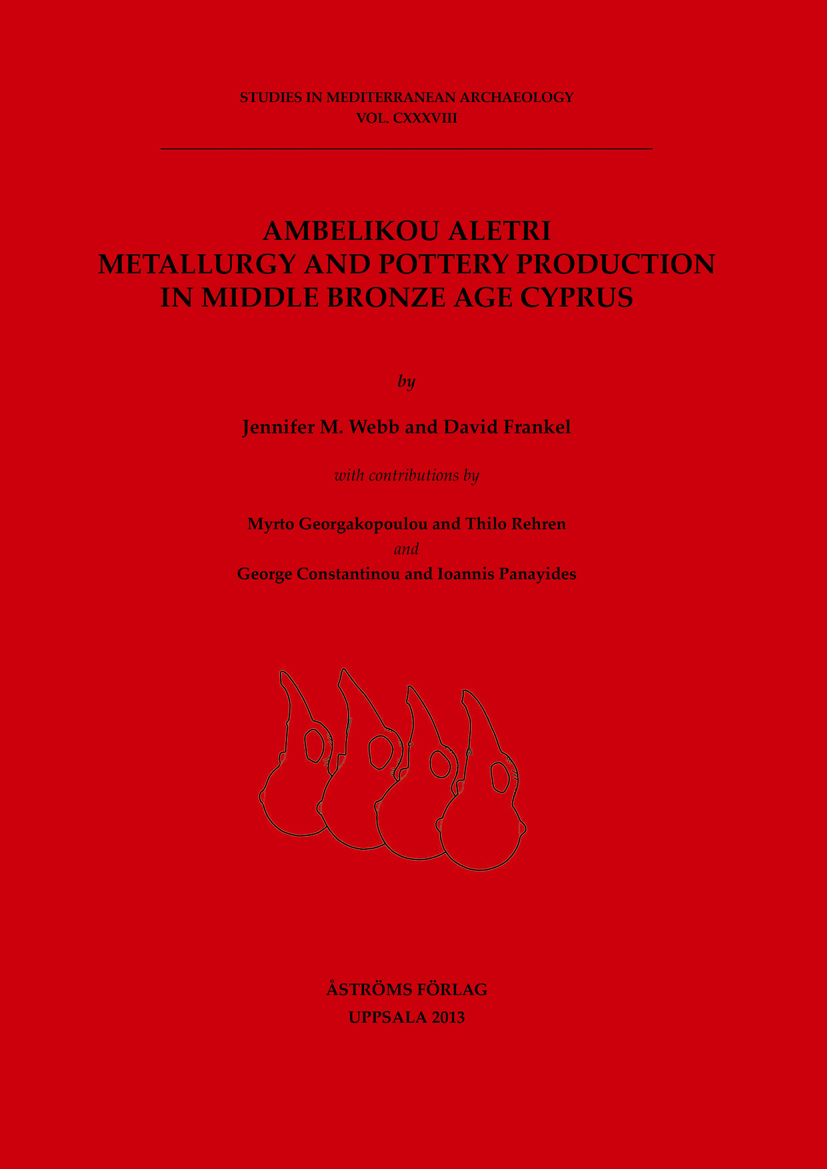 STUDIES IN MEDITERRANEAN ARCHAEOLOGY
VOL. CXXXVIII
AMBELIKOU ALETRI
METALLURGY AND POTTERY PRODUCTION
IN MIDDLE BRONZE AGE CYPRUS
by
Jennifer M. Webb and David Frankel
with contributions by
Myrto Georgakopoulou and Thilo Rehren
and
George Constantinou and Ioannis Panayides
ÅSTRÖMS FÖRLAG
UPPSALA 2013